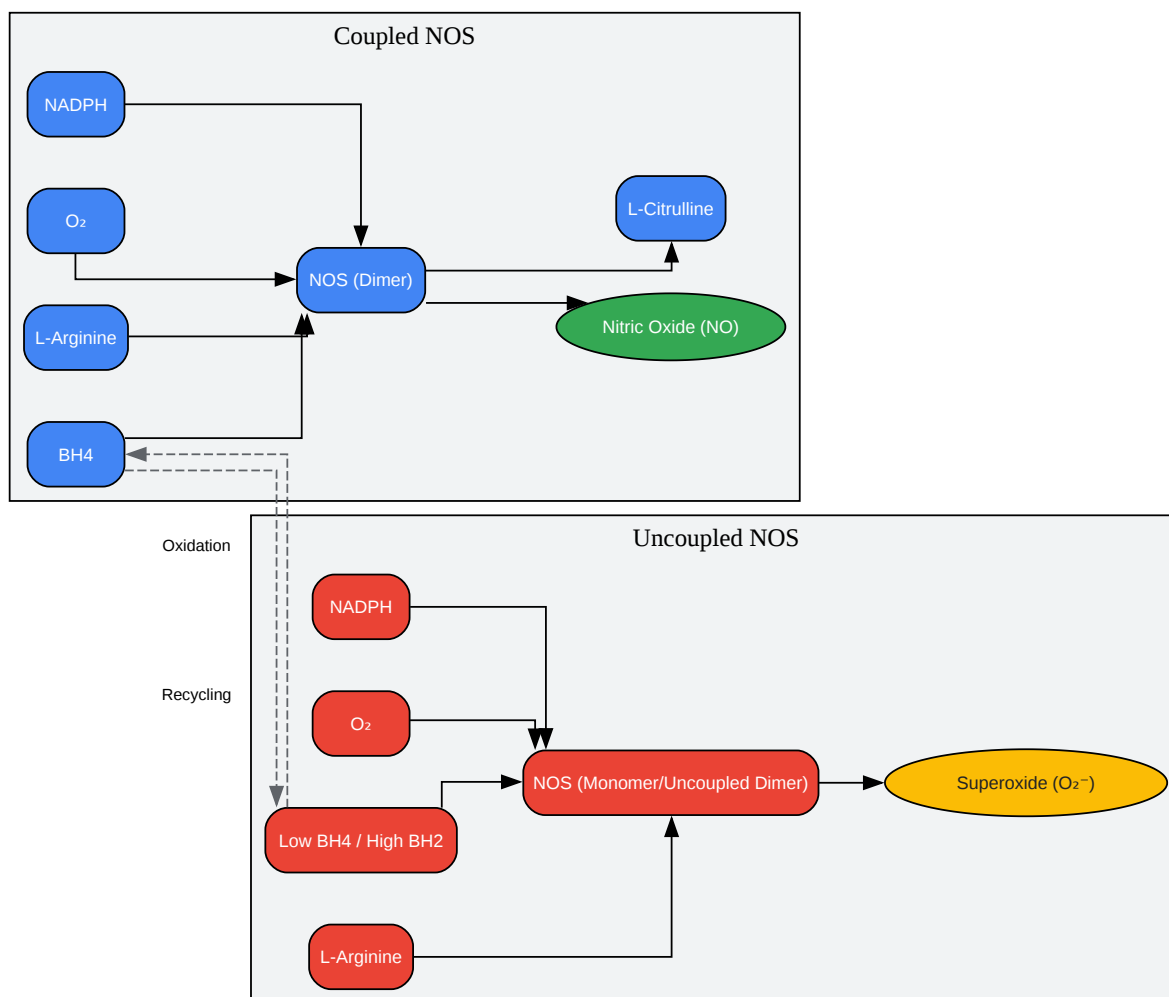 Coupled NOS
NADPH
O₂
L-Citrulline
NOS (Dimer)
Nitric Oxide (NO)
L-Arginine
BH4
Oxidation
Recycling
Uncoupled NOS
NADPH
O₂
NOS (Monomer/Uncoupled Dimer)
Superoxide (O₂⁻)
Low BH4 / High BH2
L-Arginine